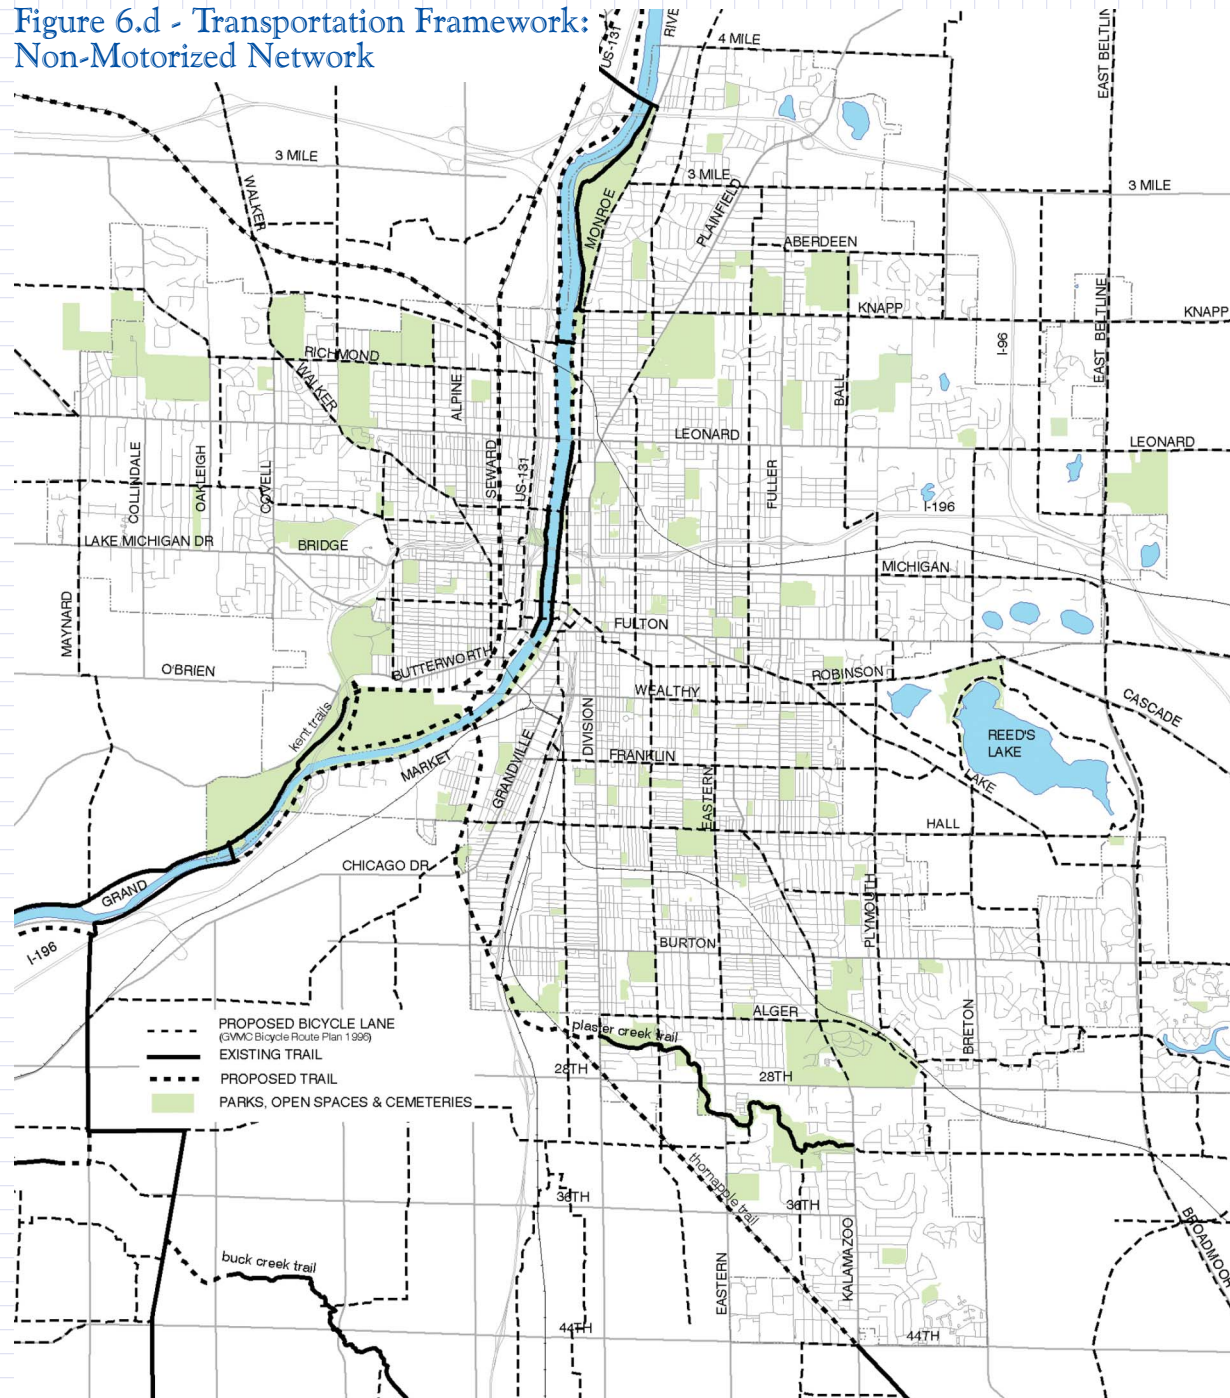 Figure 6.d - Transportation Framework:
Non-Motorized Network
US-131
RIVE
4 MILE
EAST BELTLIN
3 MILE
WALKER
3 MILE
3 MILE
MONROE
PLAINFIELD
ABERDEEN
KNAPP
KNAPP
I-96
EAST BELTLINE
RICHMOND
WALKER
ALPINE
BALL
LEONARD
LEONARD
COLLINDALE
OAKLEIGH
COVELL
SEWARD
US-131
FULLER
I-196
LAKE MICHIGAN DR
BRIDGE
MICHIGAN
MAYNARD
FULTON
O'BRIEN
BUTTERWORTH
ROBINSON
WEALTHY
CASCADE
kent trails
DIVISION
REED'S
LAKE
MARKET
GRANDVILLE
FRANKLIN
EASTERN
LAKE
HALL
CHICAGO DR
GRAND
PLYMOUTH
I-196
BURTON
ALGER
BRETON
PROPOSED BICYCLE LANE
(GVMC Bicycle Route Plan 1996)
EXISTING TRAIL
PROPOSED TRAIL
PARKS, OPEN SPACES & CEMETERIES
plaster creek trail
28TH
28TH
thornapple trail
36TH
36TH
KALAMAZOO
EASTERN
BROADMOOR
buck creek trail
44TH
44TH